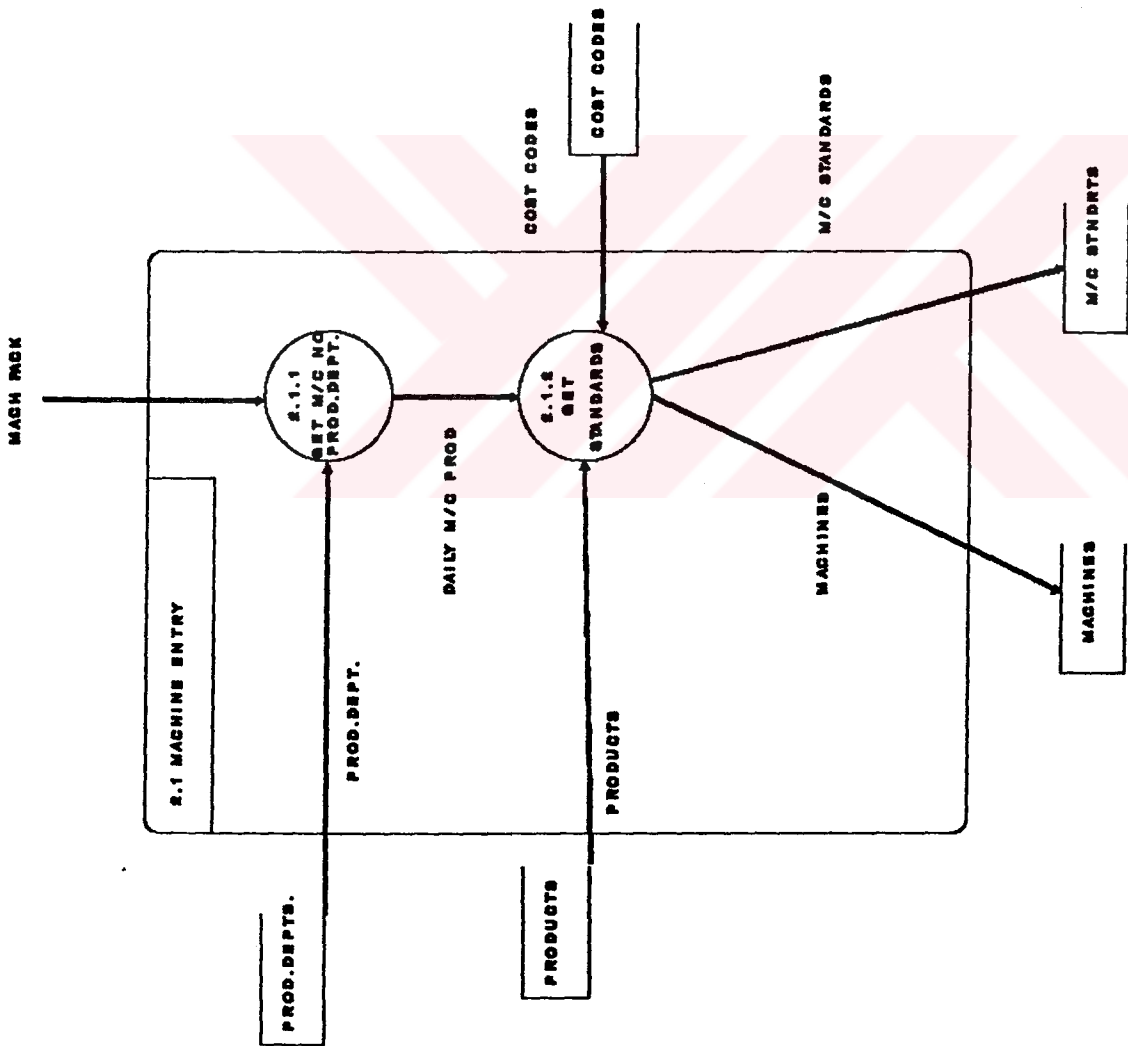 MACH PACK
2.1 MACHINE ENTRY
PROD.DEPTS.
PROD.DEPT.
2.1.1
GET M/C NO
PROD.DEPT.
DAILY M/C PROD
PRODUCTS
PRODUCTS
2.1.2
GET
STANDARDS
COST CODES
COST CODES
MACHINES
M/C STANDARDS
MACHINES
M/C STNDRTS